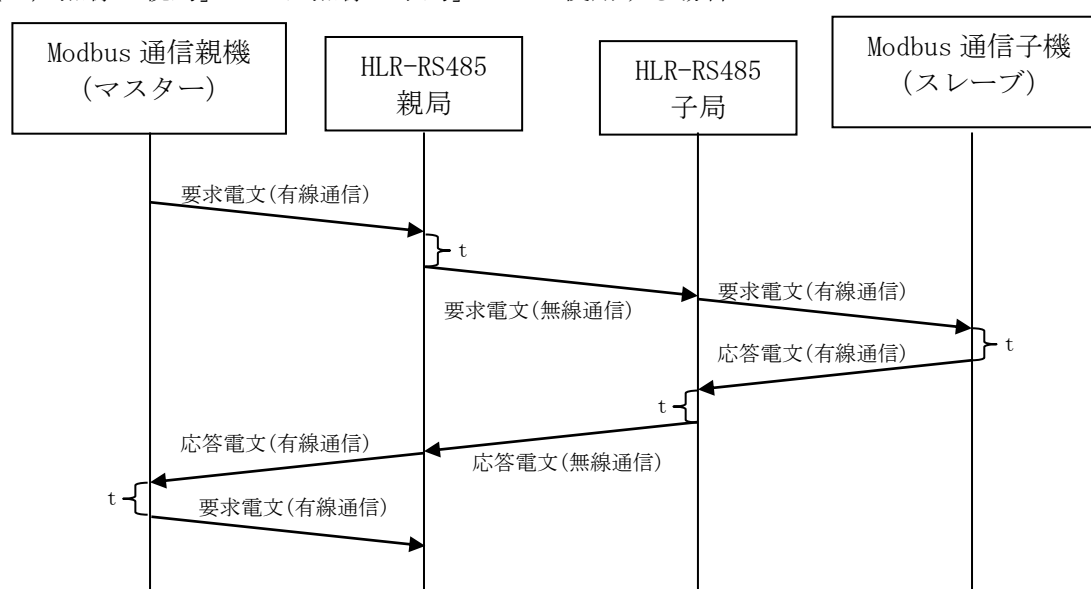 Modbus 通信親機
(マスター)
HLR-RS485
親局
HLR-RS485
子局
Modbus 通信子機
(スレーブ)
要求電文(有線通信)
t
要求電文(無線通信)
要求電文(有線通信)
t
応答電文(有線通信)
t
応答電文(有線通信)
応答電文(無線通信)
t
要求電文(有線通信)